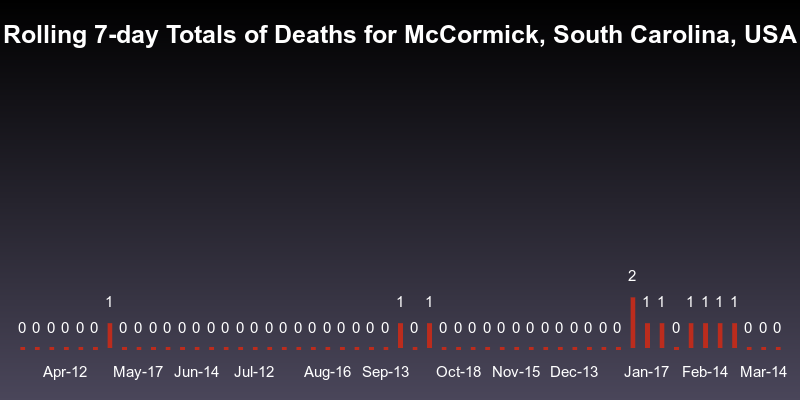 Rolling 7-day Totals of Deaths for McCormick, South Carolina, USA
2
1 1 1 1 1 1 1 1 1
0 0 0 0 0 0 0 0 0 0 0 0 0 0 0 0 0 0 0 0 0 0 0 0 0 0 0 0 0 0 0 0 0 0 0 0 0 0 0 0 0 0 0
Apr-12 May-17 Jun-14 Jul-12 Aug-16 Sep-13 Oct-18 Nov-15 Dec-13 Jan-17 Feb-14 Mar-14